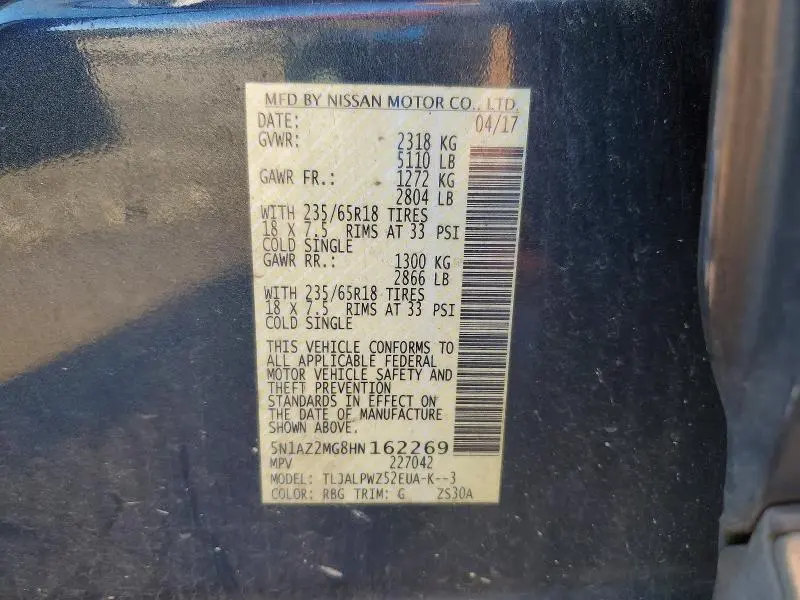 MFD BY NISSAN MOTOR CO., LTD.
DATE: 04/17
GVWR: 2318 KG
5110 LB
GAWR FR.: 1272 KG
2804 LB
WITH 235/65R18 TIRES
18 X 7.5 RIMS AT 33 PSI
COLD SINGLE
GAWR RR.: 1300 KG
2866 LB
WITH 235/65R18 TIRES
18 X 7.5 RIMS AT 33 PSI
COLD SINGLE
THIS VEHICLE CONFORMS TO
ALL APPLICABLE FEDERAL
MOTOR VEHICLE SAFETY AND
THEFT PREVENTION
STANDARDS IN EFFECT ON
THE DATE OF MANUFACTURE
SHOWN ABOVE.
5N1AZ2MG8HN162269
MPV 227042
MODEL: TLJALPWZ52EUA-K--3
COLOR: RBG TRIM: G ZS30A